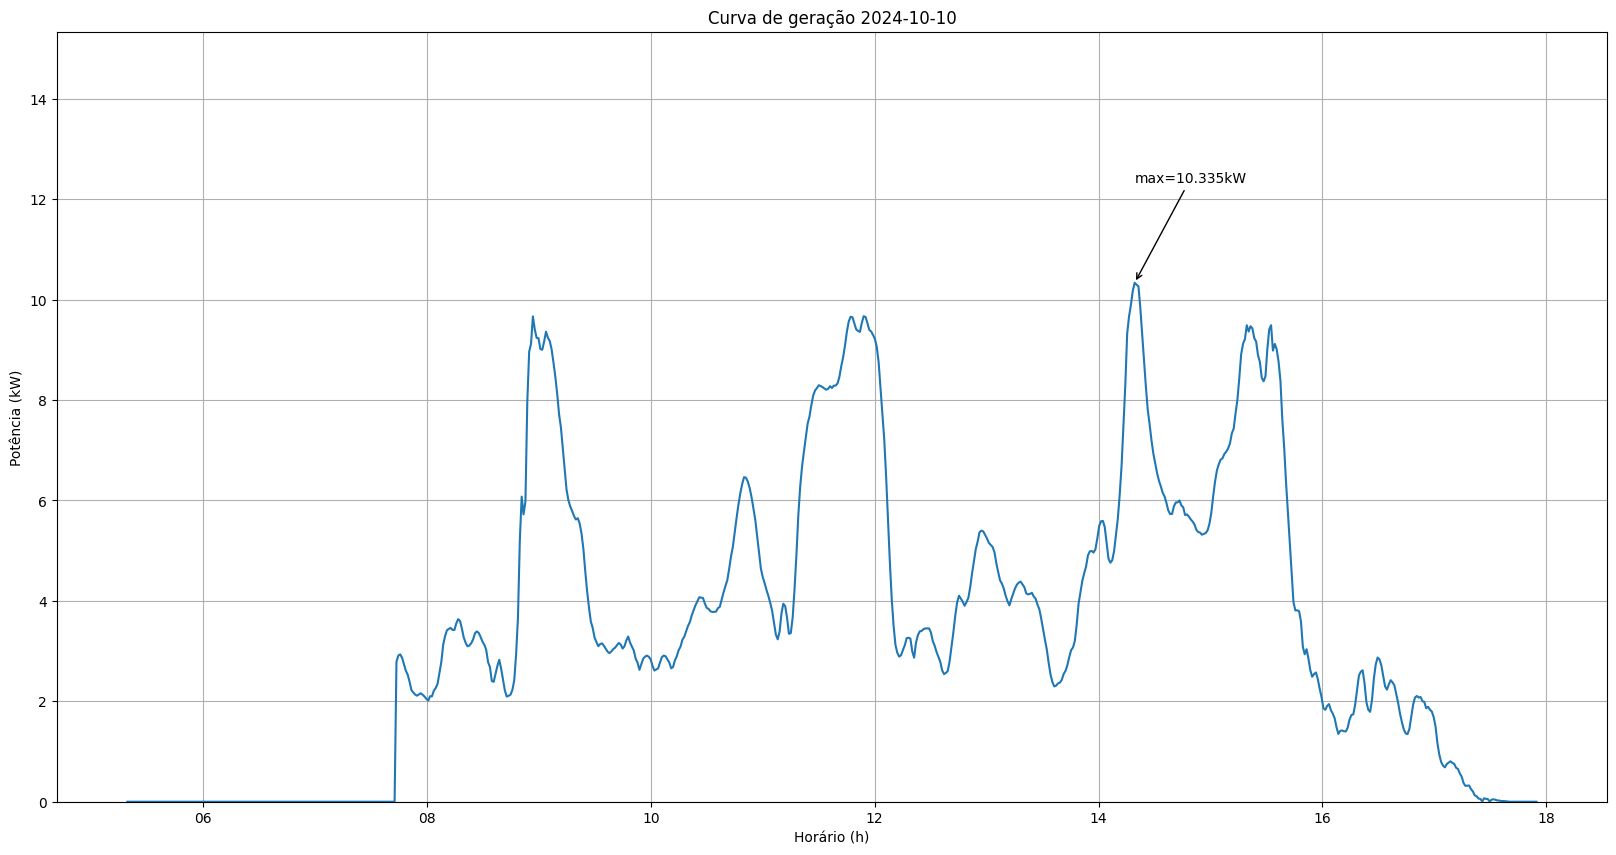 Curva de geração 2024-10-10
14
12
10
8
6
4
2
0
Potência (kW)
max=10.335kW
06 08 10 12 14 16 18
Horário (h)